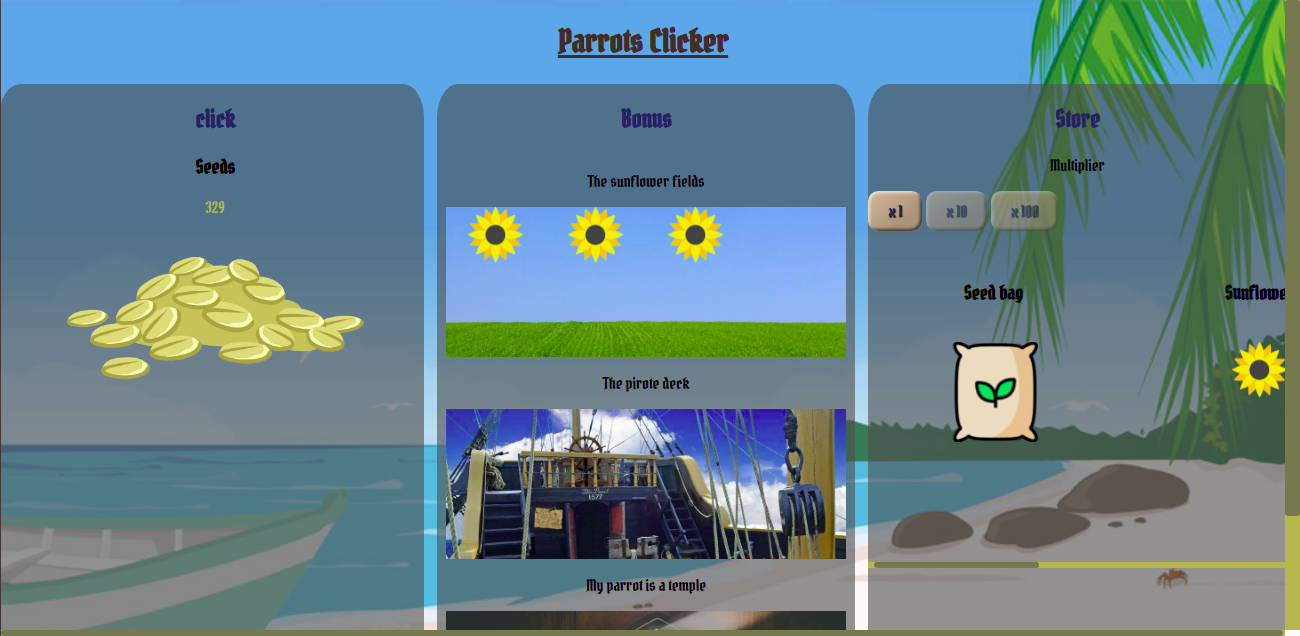 Parrots Clicker
click
Seeds
329
Bonus
The sunflower fields
The pirate deck
1577
My parrot is a temple
Store
Multiplier
x 1
x 10
x 100
Seed bag
Sunflowe